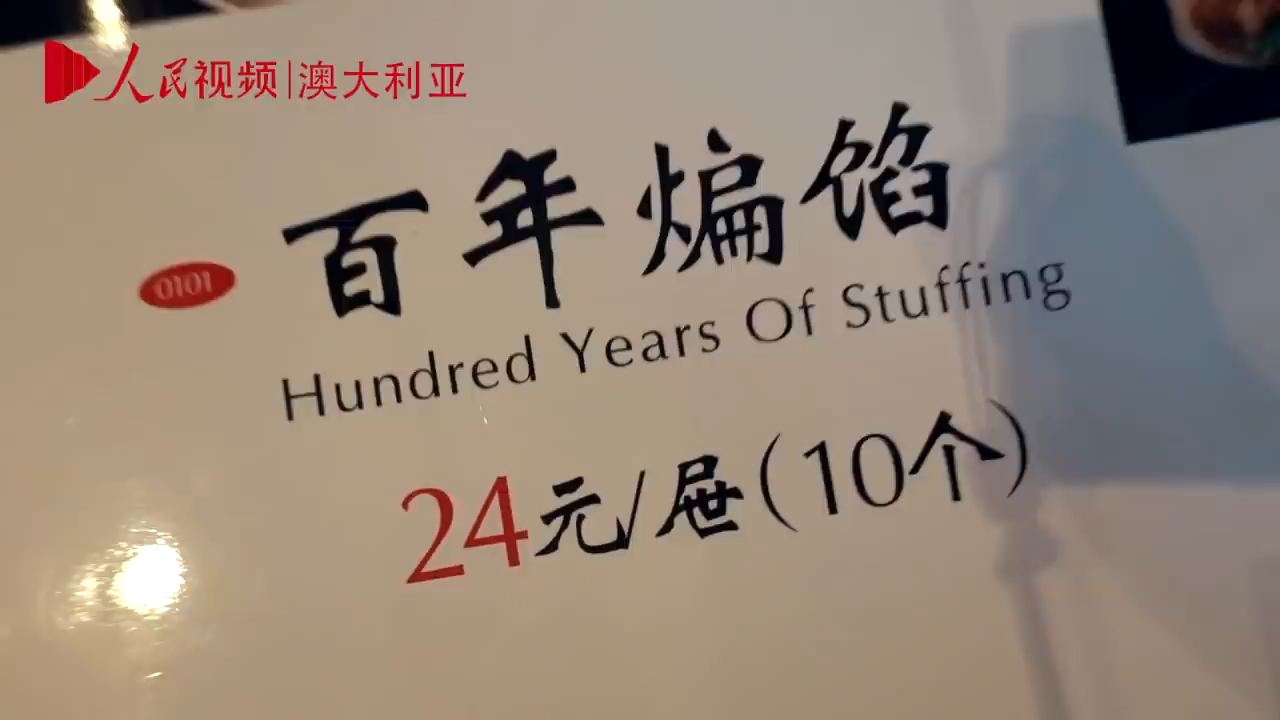 人民视频|澳大利亚
0101
百年煸馅
Hundred Years Of Stuffing
24元/屉(10个)